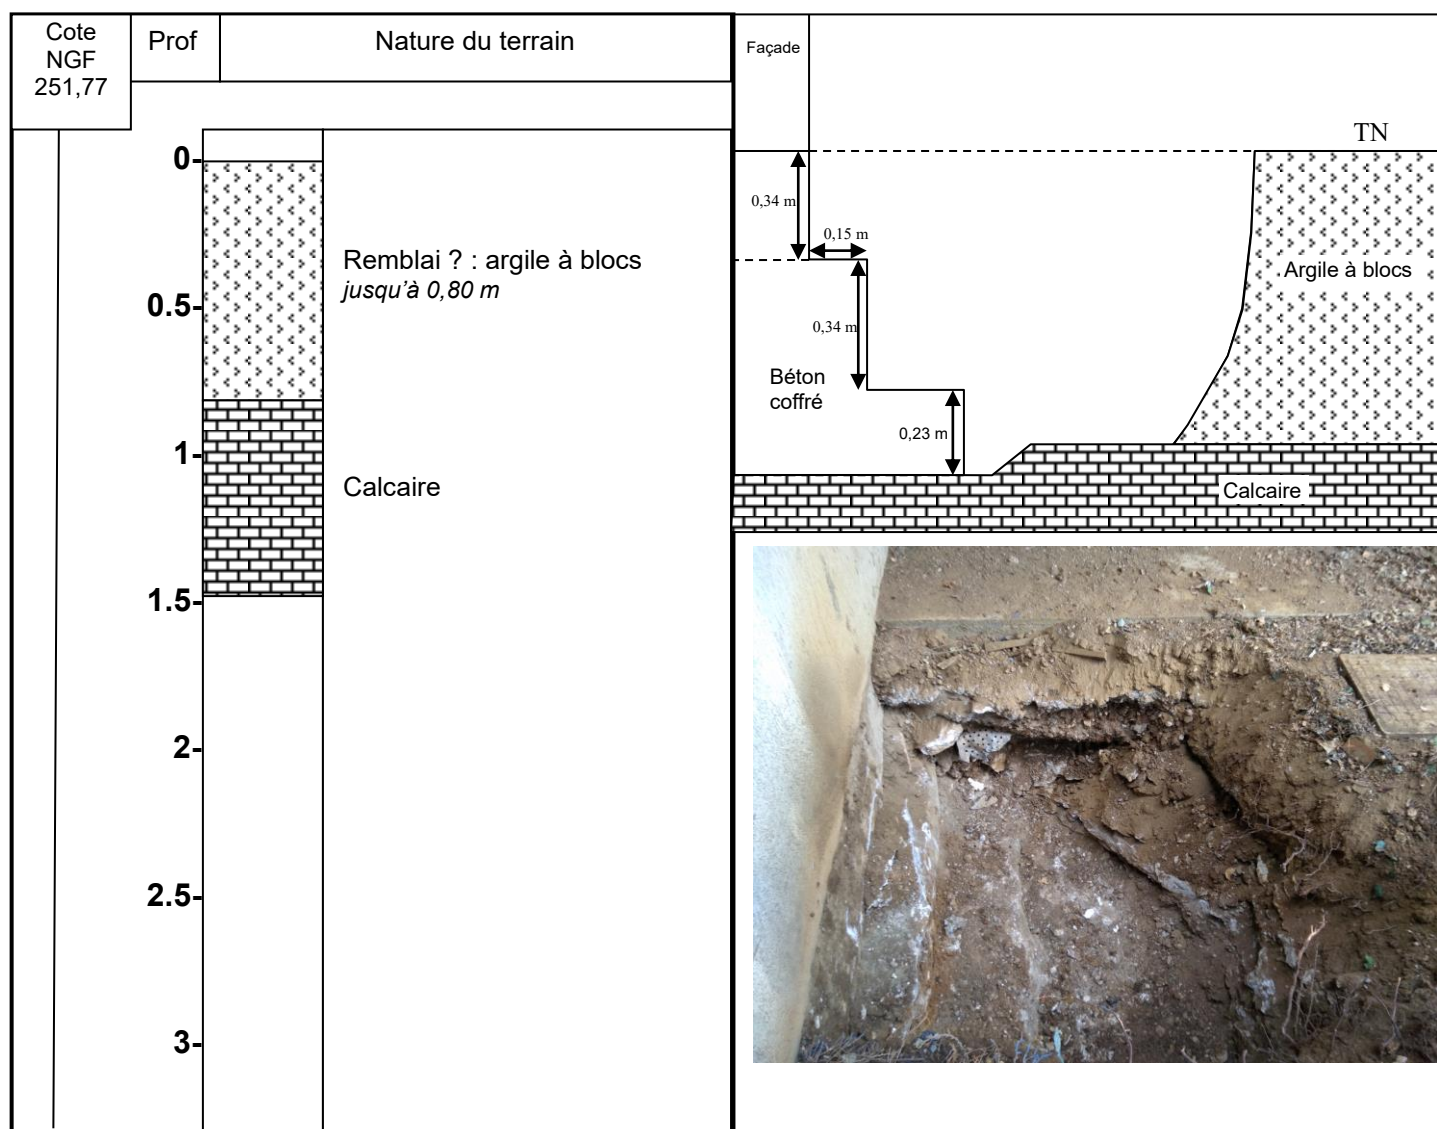 Cote
NGF
251,77
Prof
Nature du terrain
0-
0.5-
1-
1.5-
2-
2.5-
3-
Remblai ? : argile à blocs
jusqu'à 0,80 m
Calcaire
Façade
TN
0,34 m
0,15 m
Argile à blocs
0,34 m
Béton
coffré
0,23 m
Calcaire